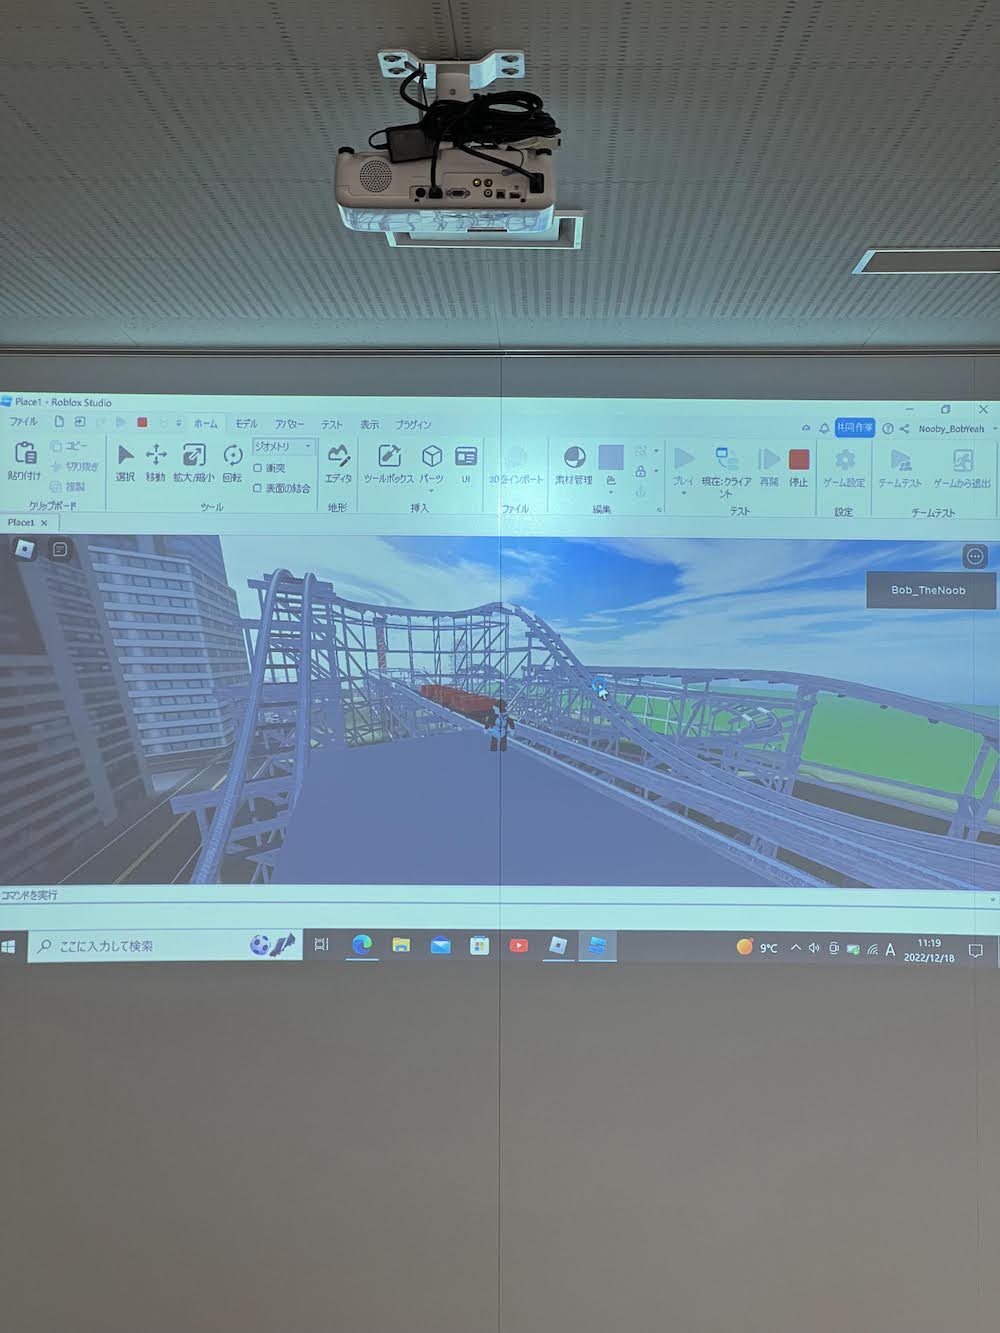 Place1 - Roblox Studio
ファイル ホーム モデル アバター テスト 表示 プラグイン 共同作業 Nooby_BobYeah
貼り付け コピー 切り抜き 複製
クリップボード
選択 移動 拡大/縮小 回転 ジオメトリ 衝突 表面の結合
ツール
エディタ
地形
ツールボックス パーツ UI
挿入
3Dをインポート
ファイル
素材管理 色
編集
プレイ 現在:クライアント 再開 停止
テスト
ゲーム設定
設定
チームテスト ゲームから退出
チームテスト
Place1 ×
Bob_TheNoob
コマンドを実行
ここに入力して検索 9°C A 11:19
2022/12/18